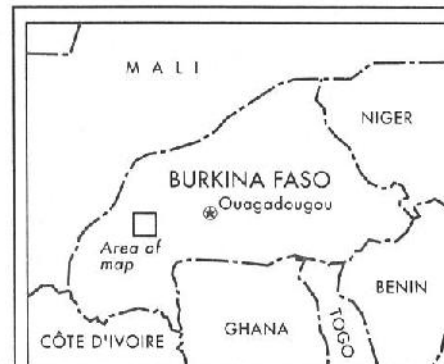 MALI
NIGER
BURKINA FASO
Ouagadougou
Area of
map
BENIN
CÔTE D'IVOIRE
GHANA
TOGO